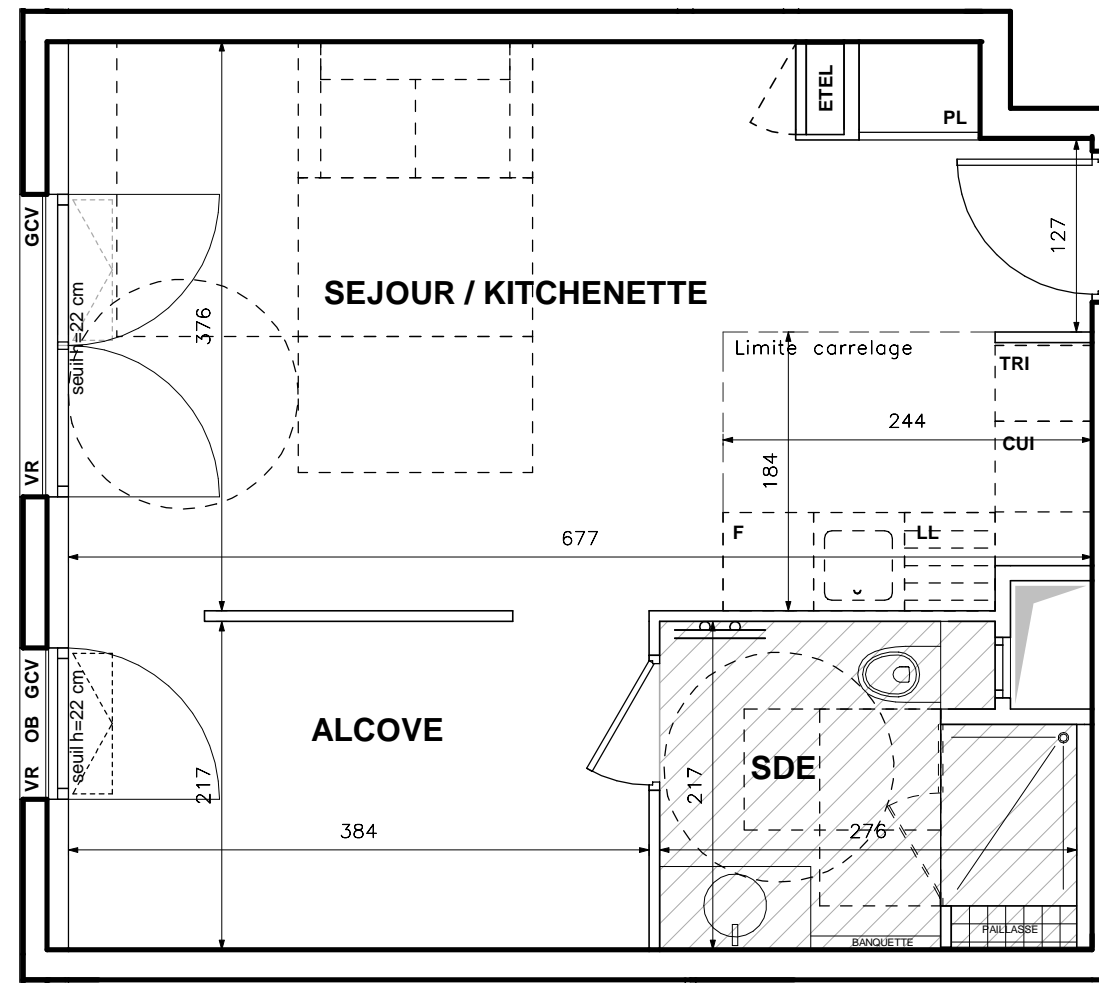 ETEL
PL
GCV
127
SEJOUR / KITCHENETTE
seuil h=22 cm
376
Limite carrelage
TRI
244
CUI
184
VR
F
LL
677
GCV
OB
VR
seuil h=22 cm
ALCOVE
217
SDE
217
384
276
PAILLASSE
BANQUETTE